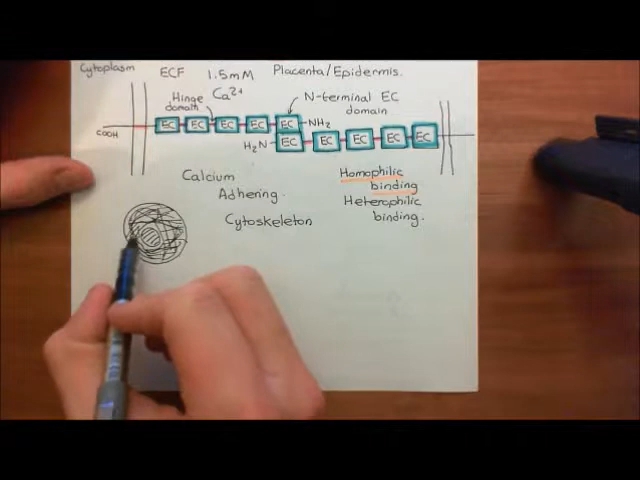 Cytoplasm ECF 1.5mM Placenta/Epidermis.
Hinge domain Ca2+ N-terminal EC domain
COOH EC EC EC EC EC NH2
H2N EC EC EC EC EC
Calcium Homophilic
Adhering. binding
Cytoskeleton Heterophilic
binding.